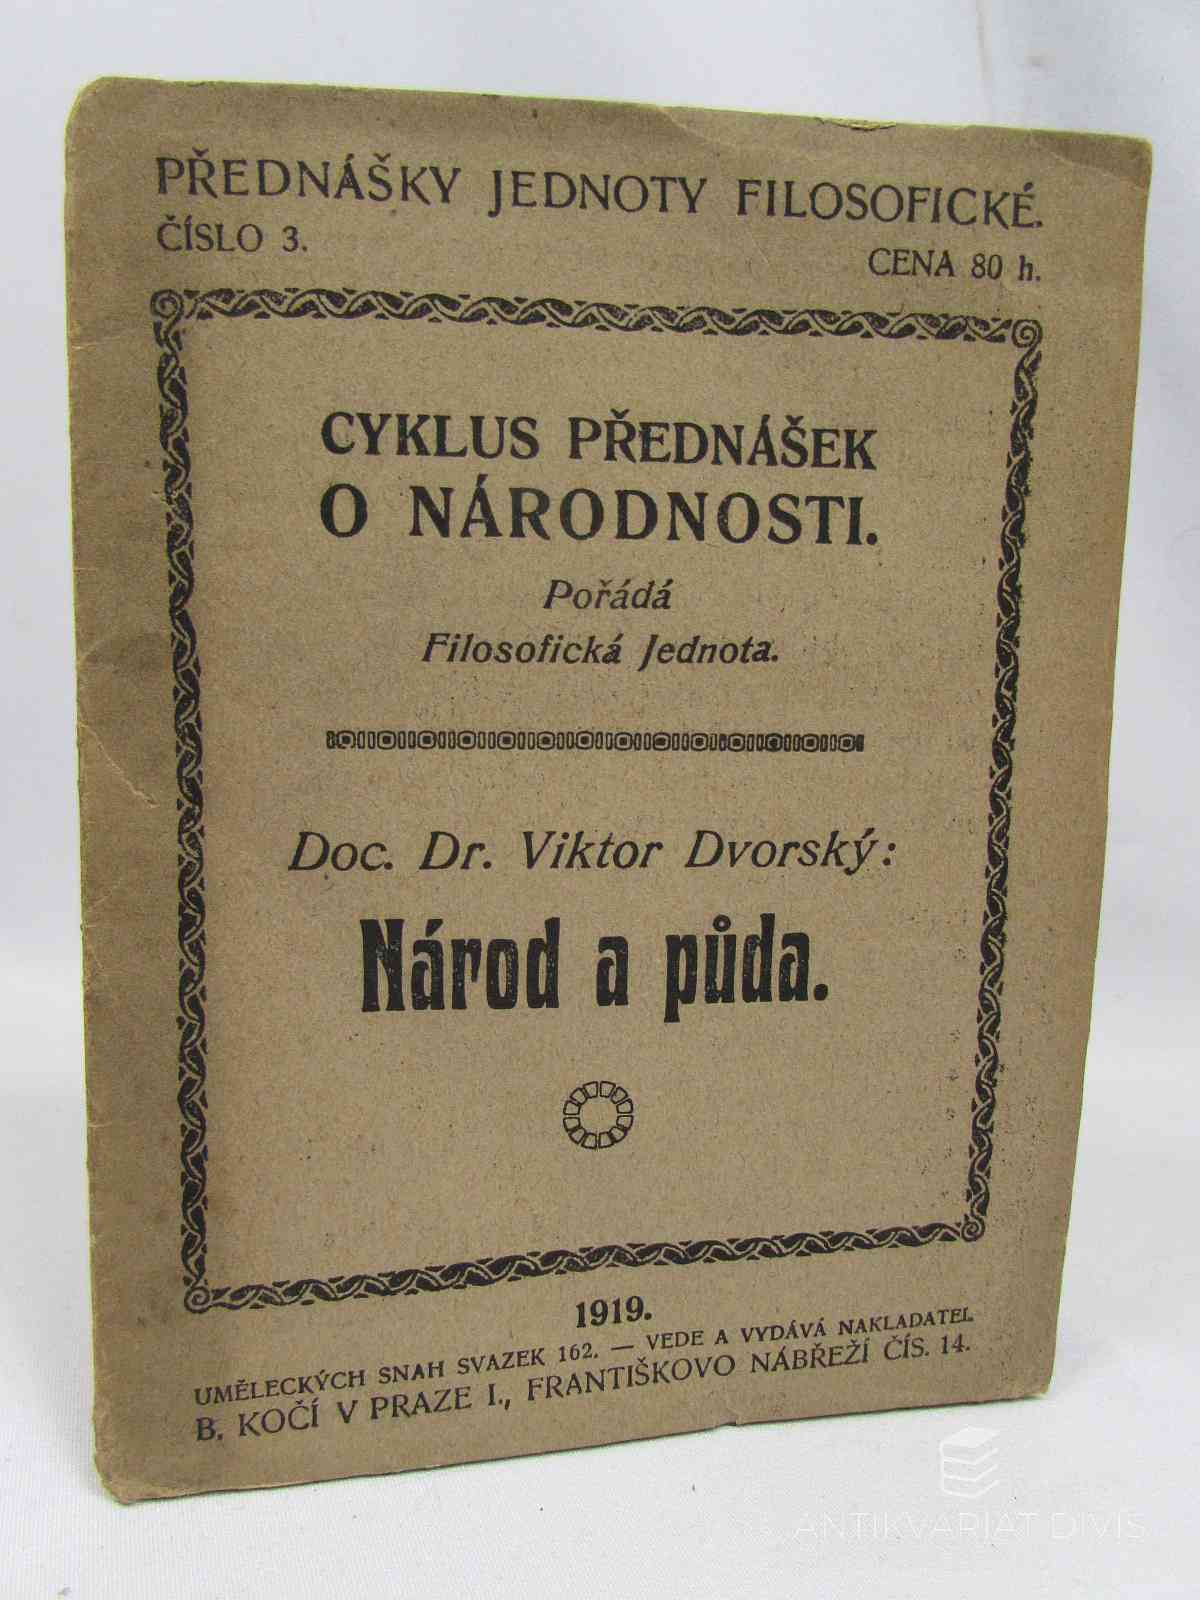 PŘEDNÁŠKY JEDNOTY FILOSOFICKÉ.
ČÍSLO 3.
CENA 80 h.
CYKLUS PŘEDNÁŠEK
O NÁRODNOSTI.
Pořádá
Filosofická Jednota.
Doc. Dr. Viktor Dvorský:
Národ a půda.
1919.
UMĚLECKÝCH SNAH SVAZEK 162. — VEDE A VYDÁVÁ NAKLADATEL
B. KOČÍ V PRAZE I., FRANTIŠKOVO NÁBŘEŽÍ ČÍS. 14.
ANTIKVARIAT DIVIS